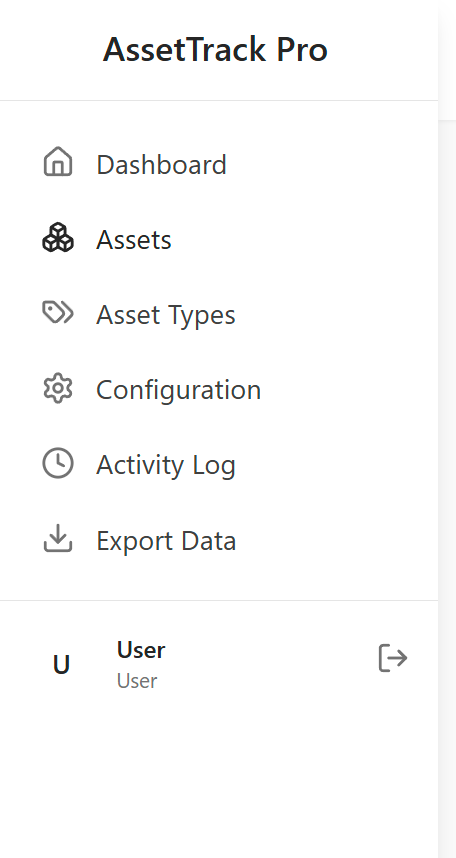 AssetTrack Pro
Dashboard
Assets
Asset Types
Configuration
Activity Log
Export Data
U
User
User